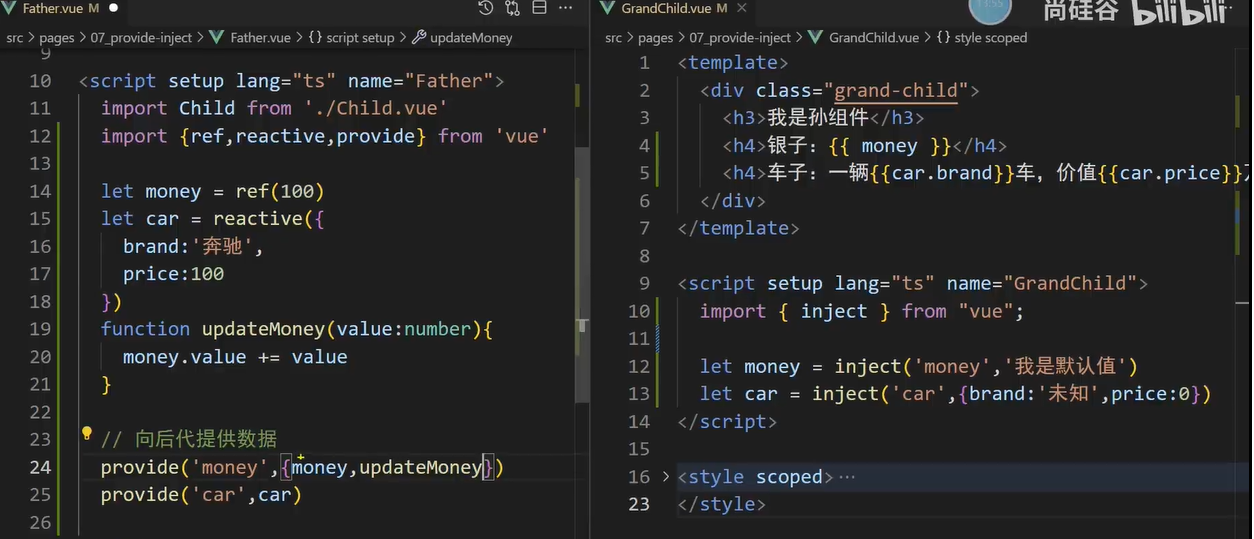 Father.vue M
src > pages > 07_provide-inject > Father.vue > {} script setup > updateMoney
9
10 <script setup lang="ts" name="Father">
11 import Child from './Child.vue'
12 import {ref,reactive,provide} from 'vue'
13
14 let money = ref(100)
15 let car = reactive({
16 brand:'奔驰',
17 price:100
18 })
19 function updateMoney(value:number){
20 money.value += value
21 }
22
23 // 向后代提供数据
24 provide('money',{money,updateMoney})
25 provide('car',car)
26
GrandChild.vue M
尚硅谷 bilibili
src > pages > 07_provide-inject > GrandChild.vue > {} style scoped
1 <template>
2 <div class="grand-child">
3 <h3>我是孙组件</h3>
4 <h4>银子：{{ money }}</h4>
5 <h4>车子：一辆{{car.brand}}车，价值{{car.price}}
6 </div>
7 </template>
8
9 <script setup lang="ts" name="GrandChild">
10 import { inject } from "vue";
11
12 let money = inject('money','我是默认值')
13 let car = inject('car',{brand:'未知',price:0})
14 </script>
15
16 > <style scoped>···
23 </style>